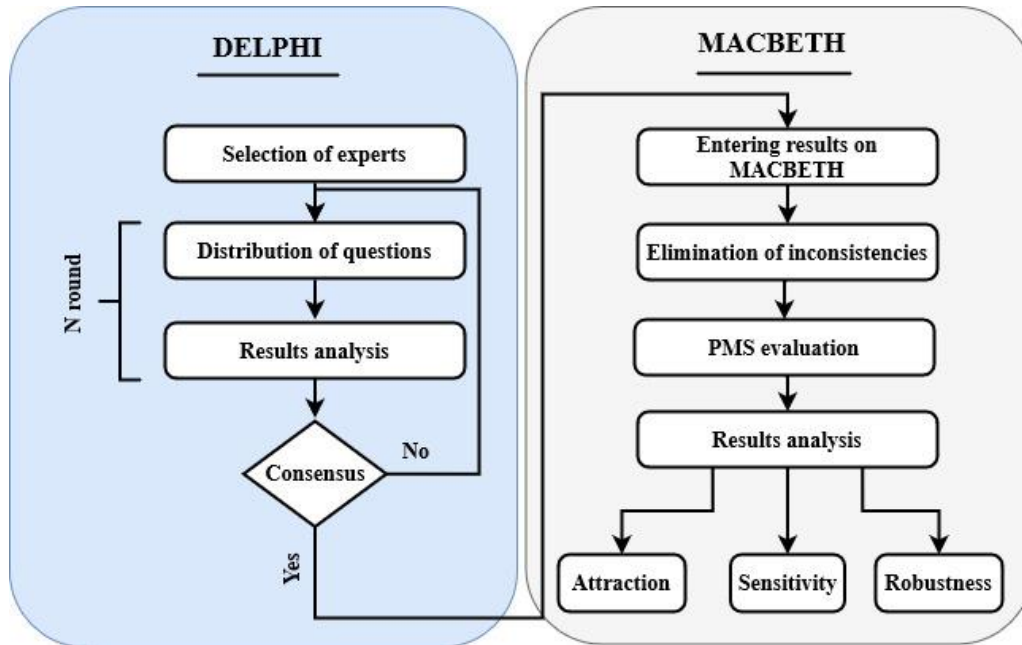 DELPHI
Selection of experts
Distribution of questions
Results analysis
N round
Consensus
No
Yes
MACBETH
Entering results on
MACBETH
Elimination of inconsistencies
PMS evaluation
Results analysis
Attraction
Sensitivity
Robustness